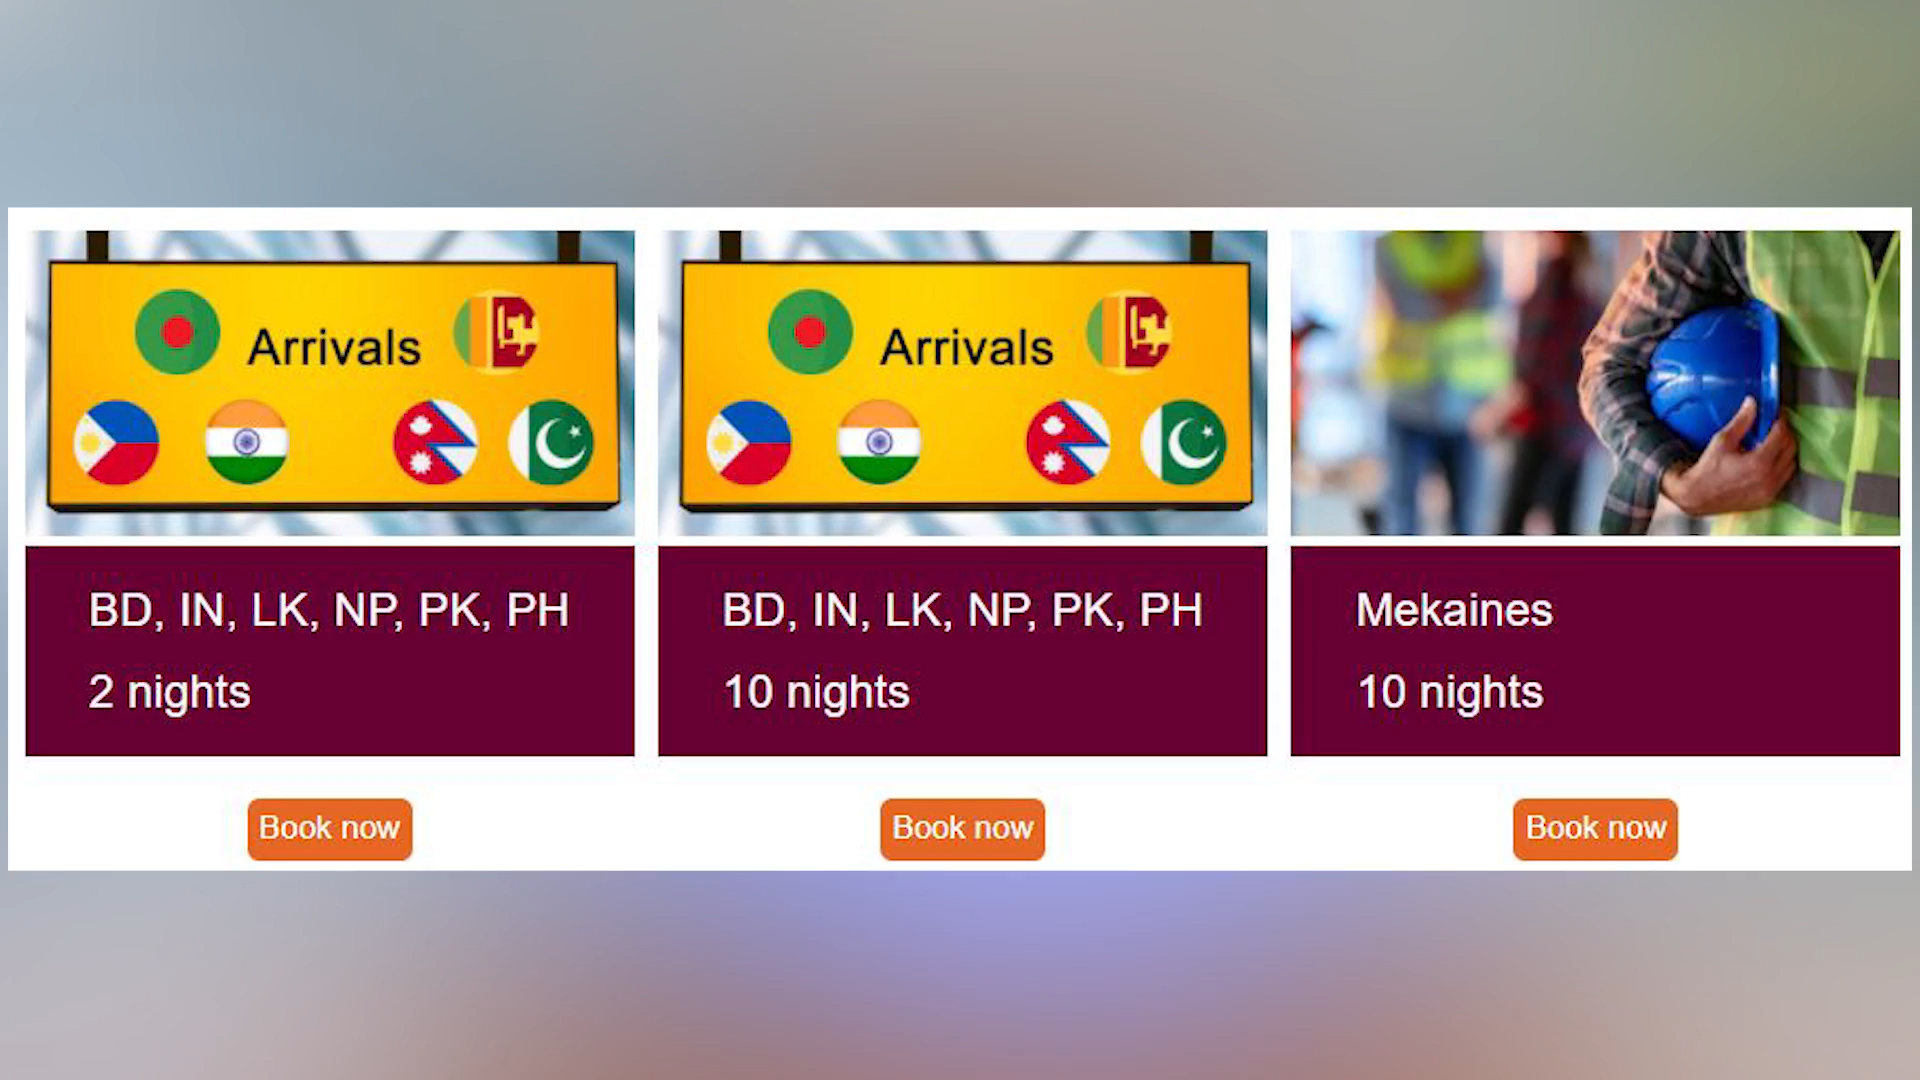 Arrivals
BD, IN, LK, NP, PK, PH
2 nights
Book now
Arrivals
BD, IN, LK, NP, PK, PH
10 nights
Book now
Mekaines
10 nights
Book now